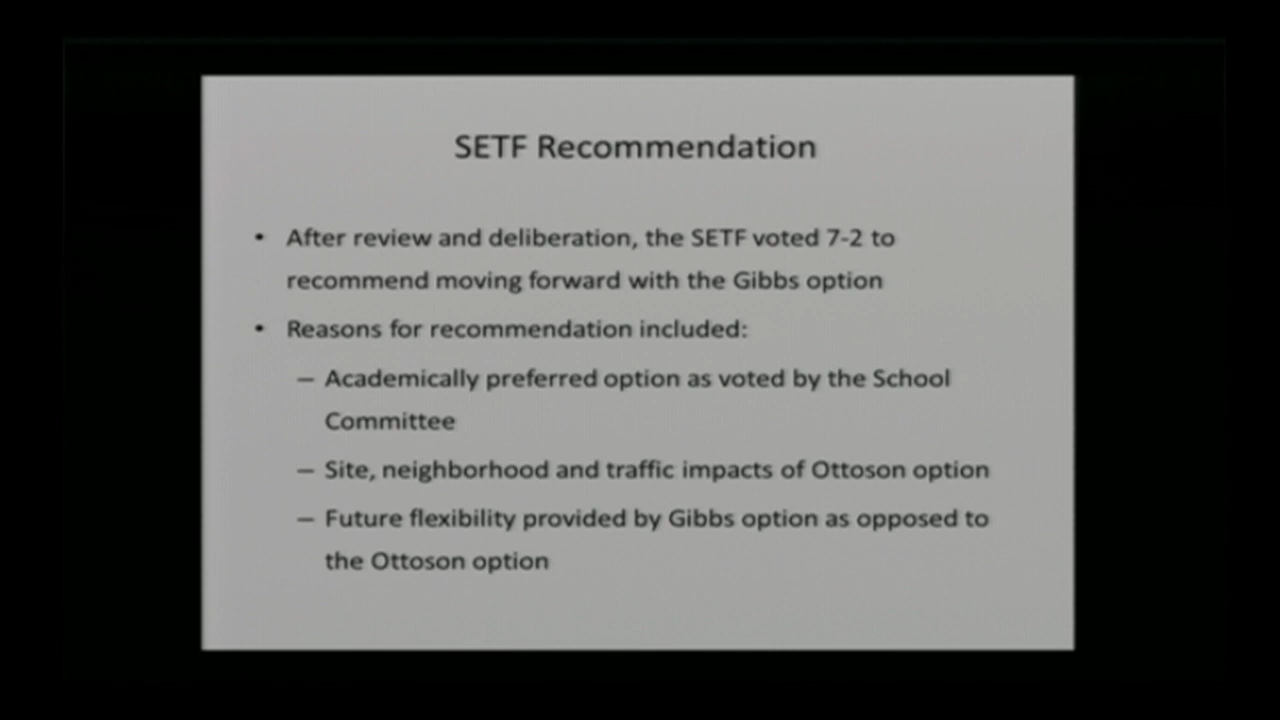 SETF Recommendation
• After review and deliberation, the SETF voted 7-2 to
recommend moving forward with the Gibbs option
• Reasons for recommendation included:
– Academically preferred option as voted by the School
Committee
– Site, neighborhood and traffic impacts of Ottoson option
– Future flexibility provided by Gibbs option as opposed to
the Ottoson option